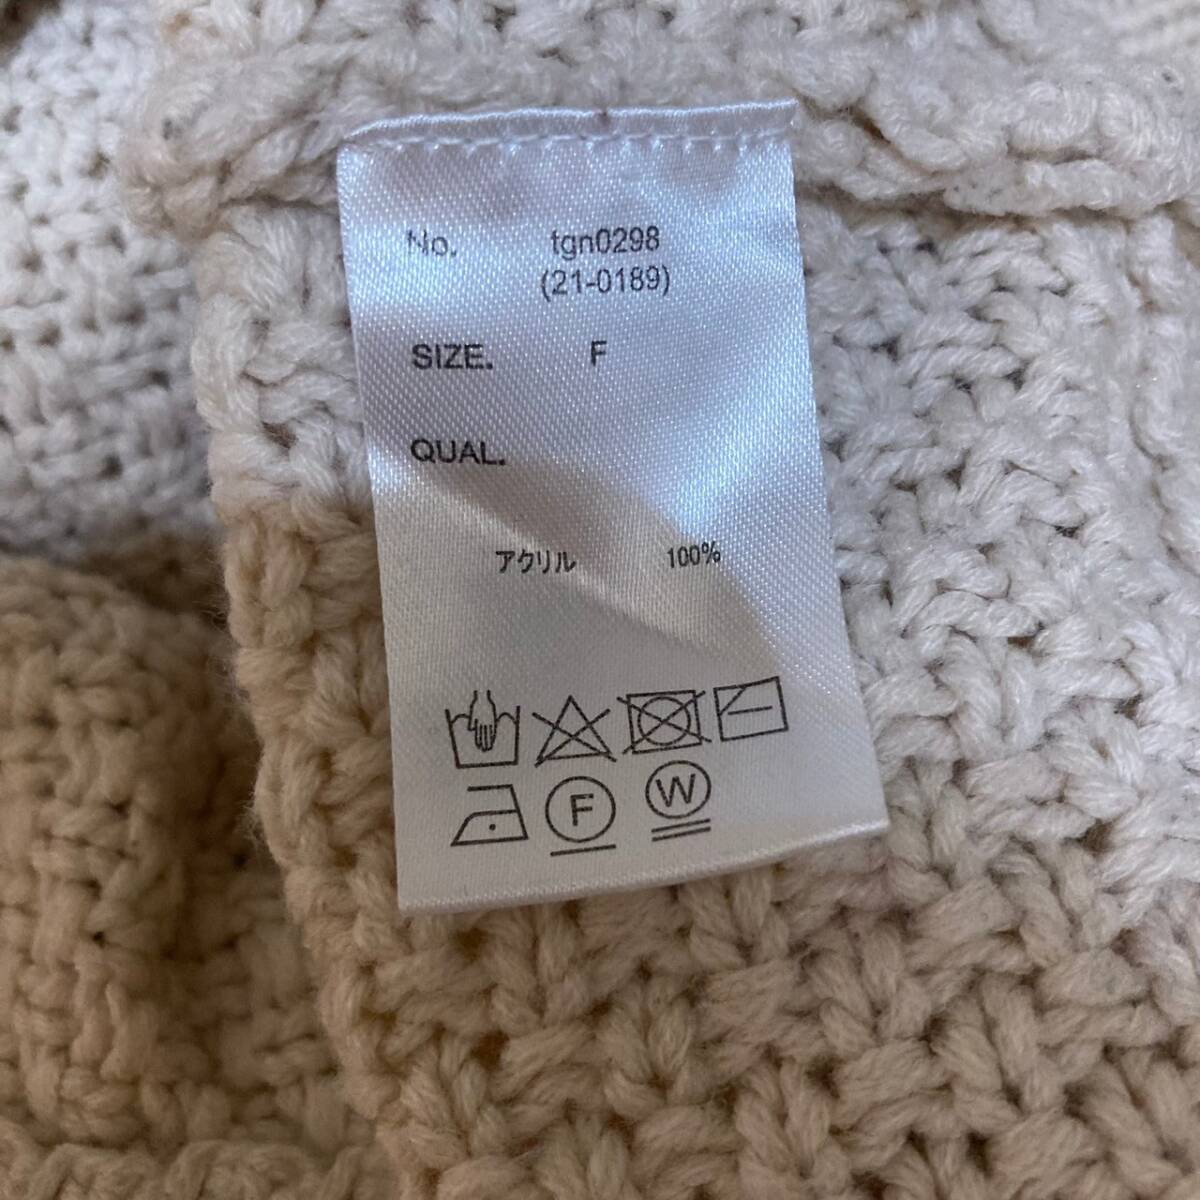 No. tgn0298
(21-0189)
SIZE. F
QUAL.
アクリル 100%
F W